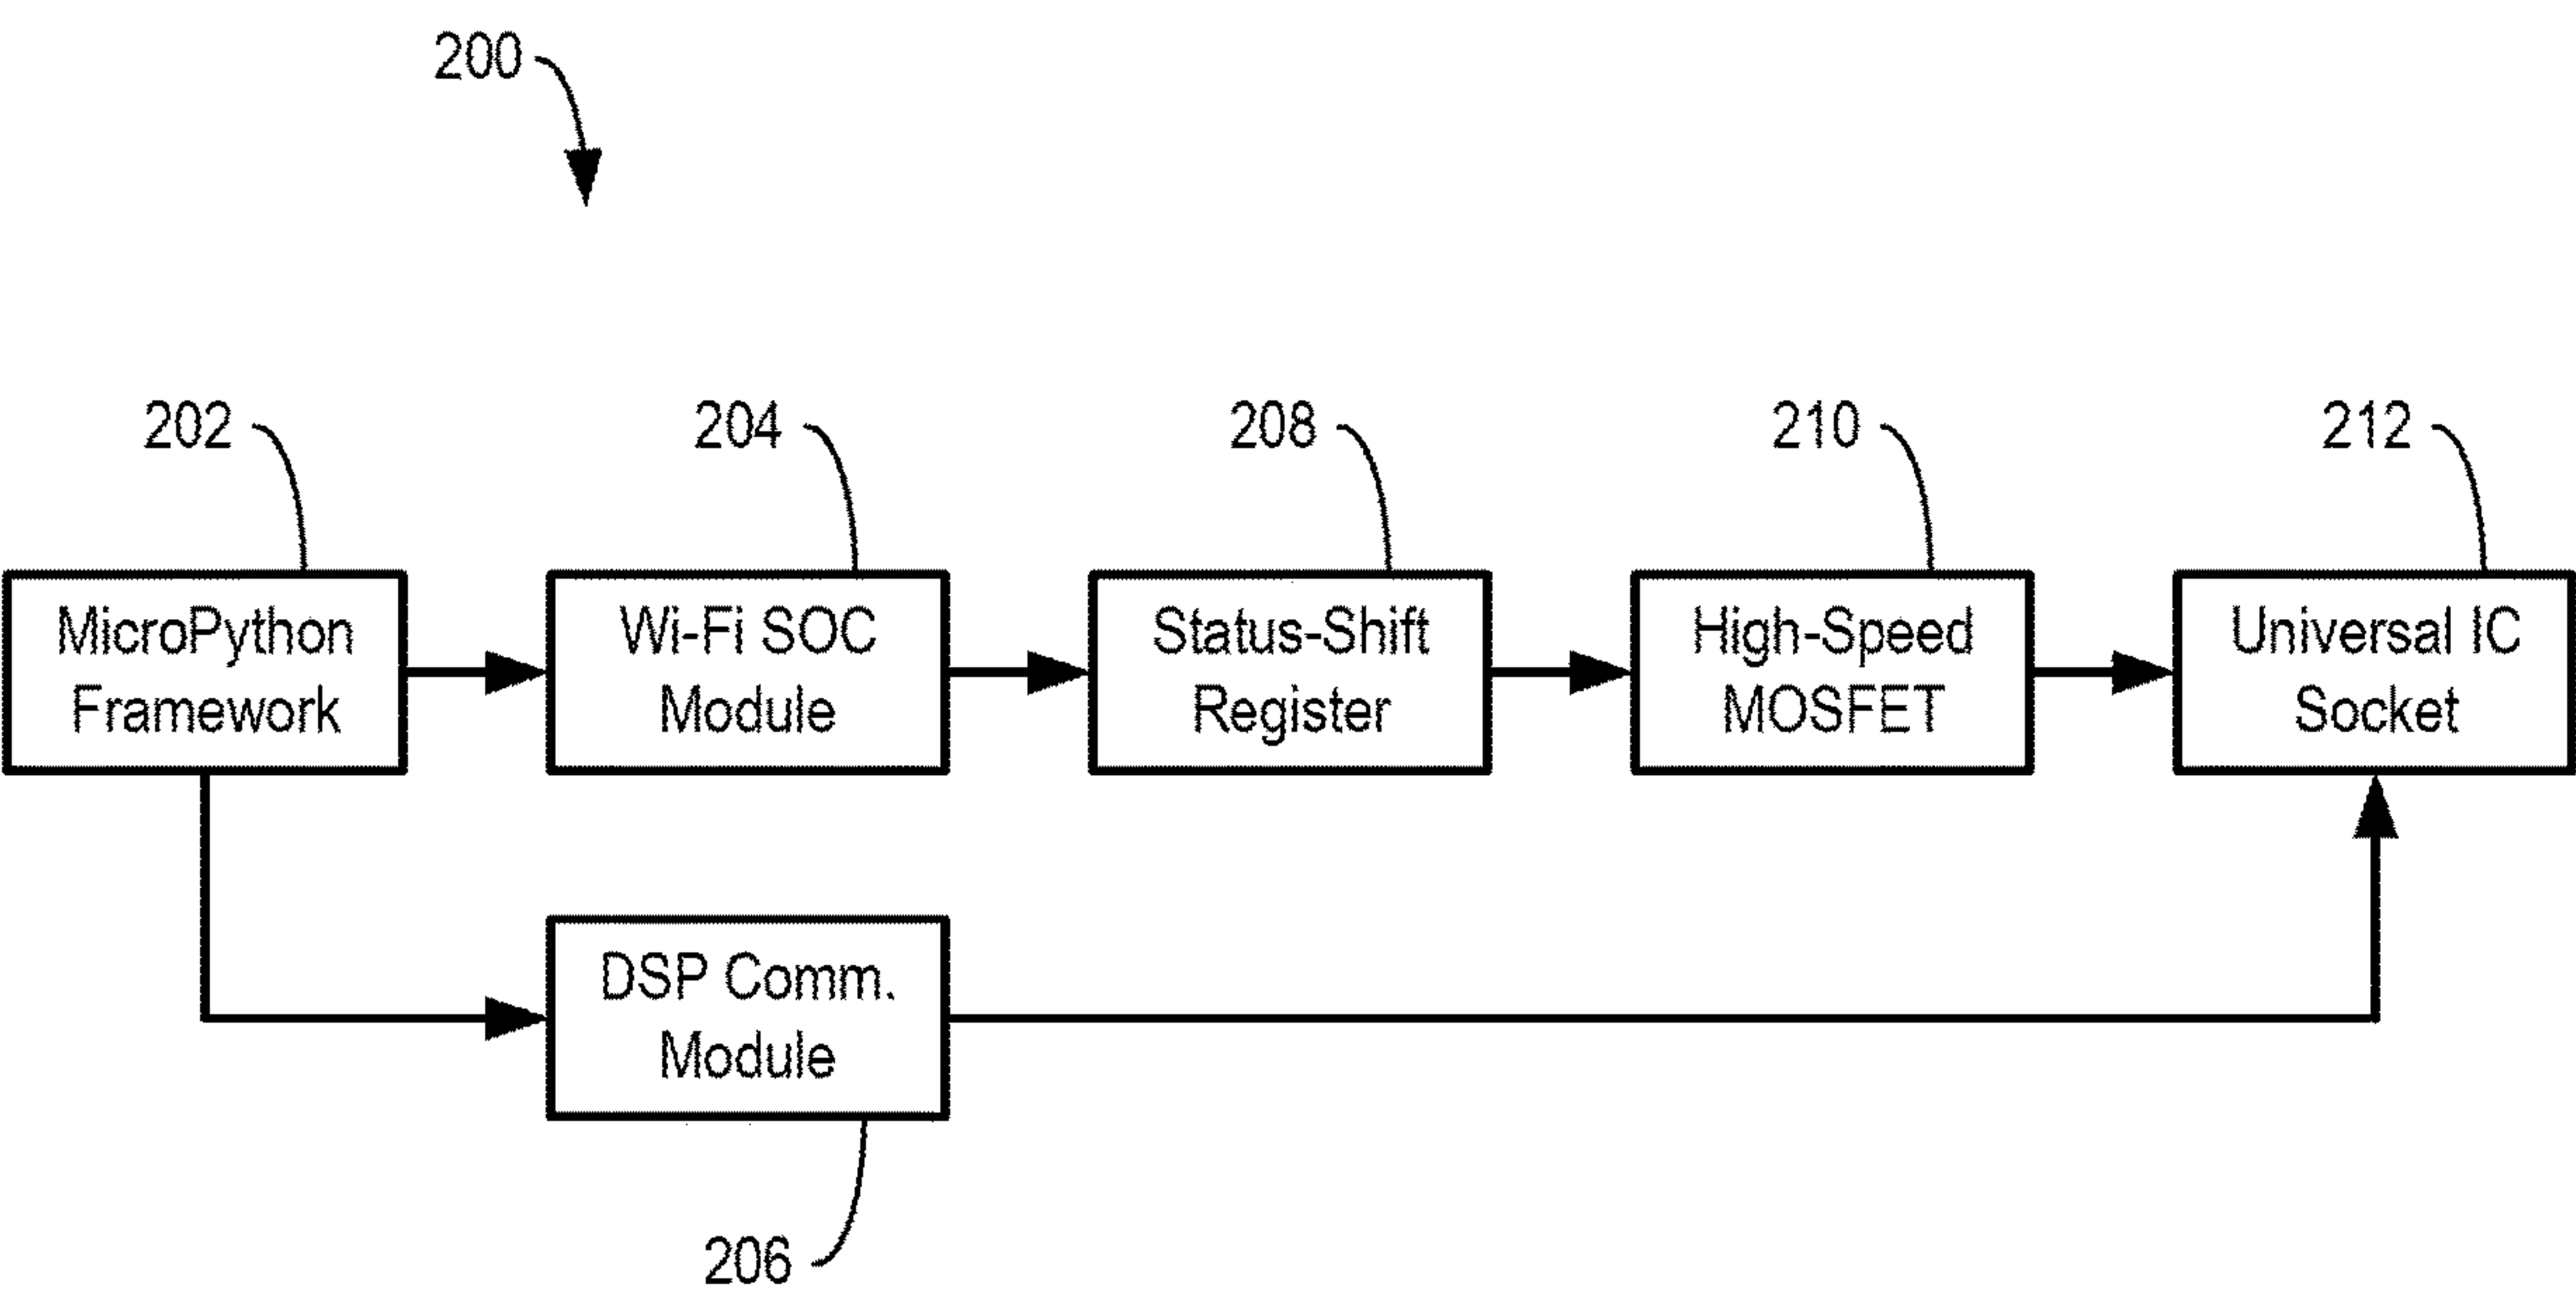 200
202
204
208
210
212
MicroPython
Framework
Wi-Fi SOC
Module
Status-Shift
Register
High-Speed
MOSFET
Universal IC
Socket
DSP Comm.
Module
206